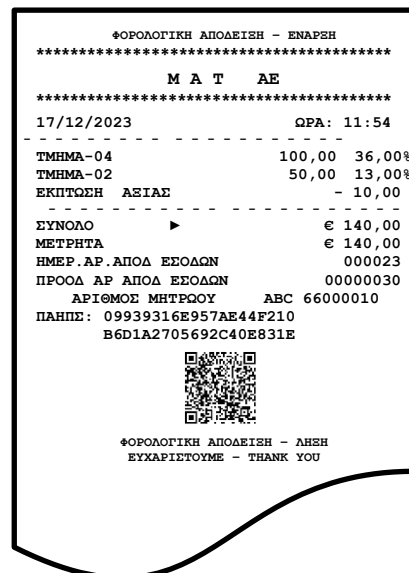 ΦΟΡΟΛΟΓΙΚΗ ΑΠΟΔΕΙΞΗ – ΕΝΑΡΞΗ
******************************************
Μ Α Τ ΑΕ
******************************************
17/12/2023 ΩΡΑ: 11:54
- - - - - - - - - - - - - - - - - - -
ΤΜΗΜΑ-04 100,00 36,00%
ΤΜΗΜΑ-02 50,00 13,00%
ΕΚΠΤΩΣΗ ΑΞΙΑΣ - 10,00
- - - - - - - - - - - - - - - - - - -
ΣΥΝΟΛΟ ► € 140,00
ΜΕΤΡΗΤΑ € 140,00
ΗΜΕΡ.ΑΡ.ΑΠΟΔ ΕΣΟΔΩΝ 000023
ΠΡΟΟΔ ΑΡ ΑΠΟΔ ΕΣΟΔΩΝ 00000030
ΑΡΙΘΜΟΣ ΜΗΤΡΩΟΥ ABC 66000010
ΠΑΗΠΣ: 09939316E957AE44F210
B6D1A2705692C40E831E
ΦΟΡΟΛΟΓΙΚΗ ΑΠΟΔΕΙΞΗ – ΛΗΞΗ
ΕΥΧΑΡΙΣΤΟΥΜΕ – THANK YOU